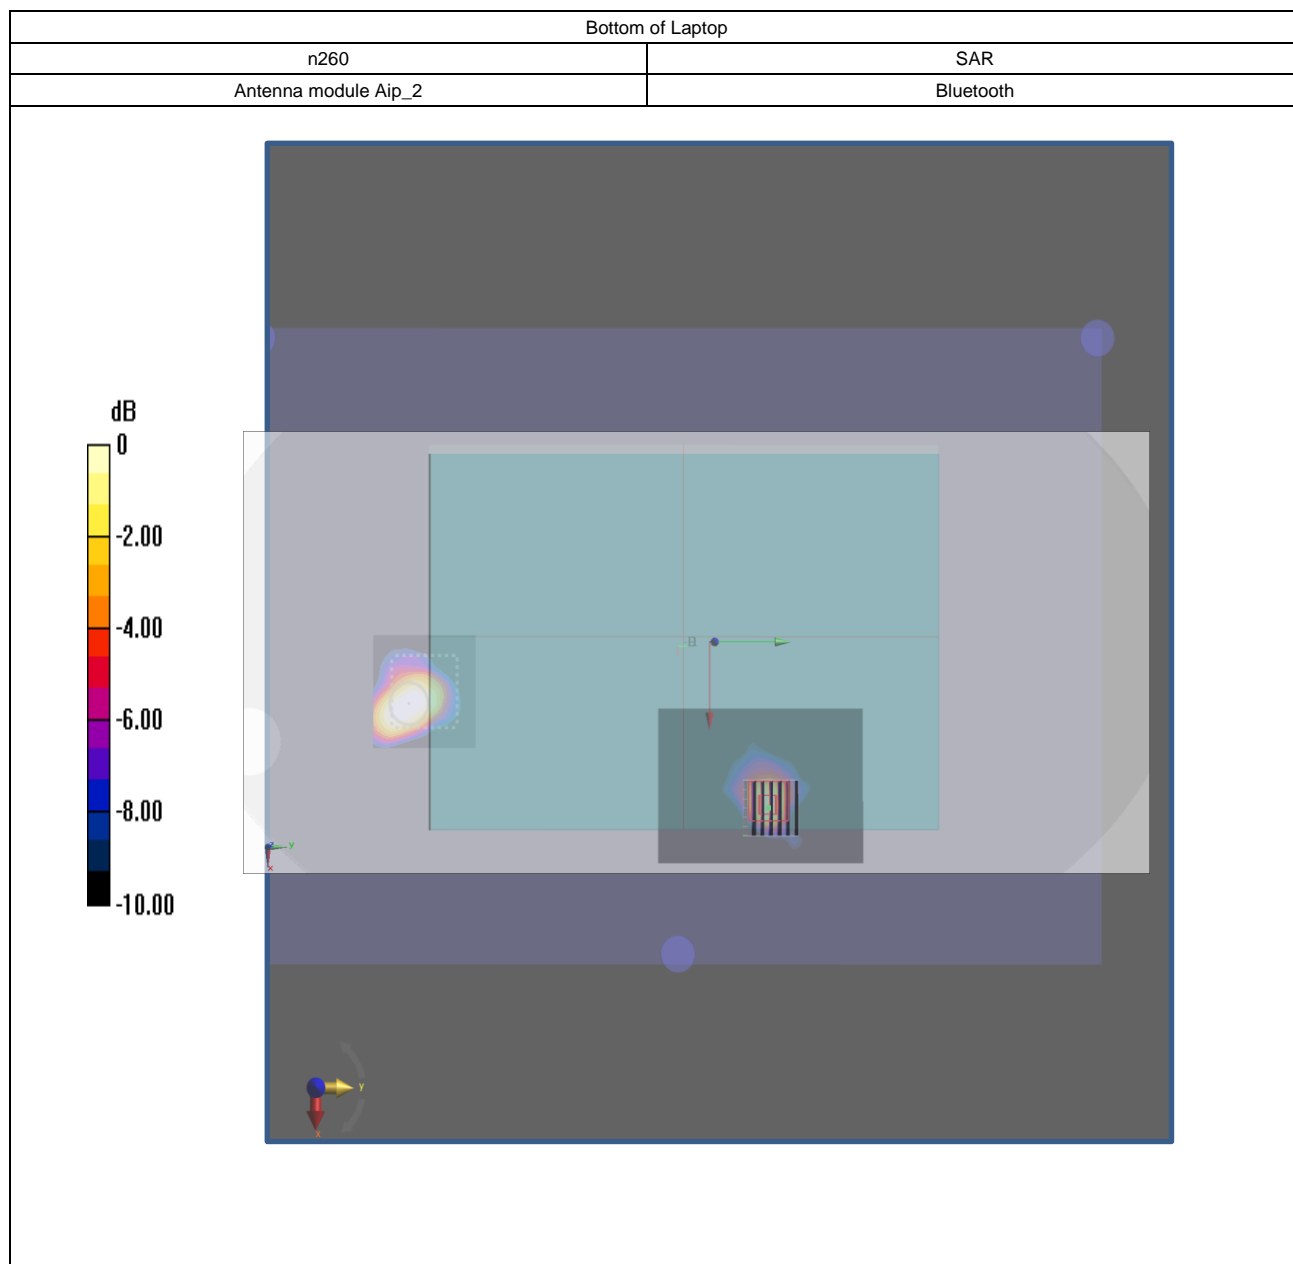 Bottom of Laptop
n260 SAR
Antenna module Aip_2 Bluetooth
dB
0
-2.00
-4.00
-6.00
-8.00
-10.00
z y
x
y
x